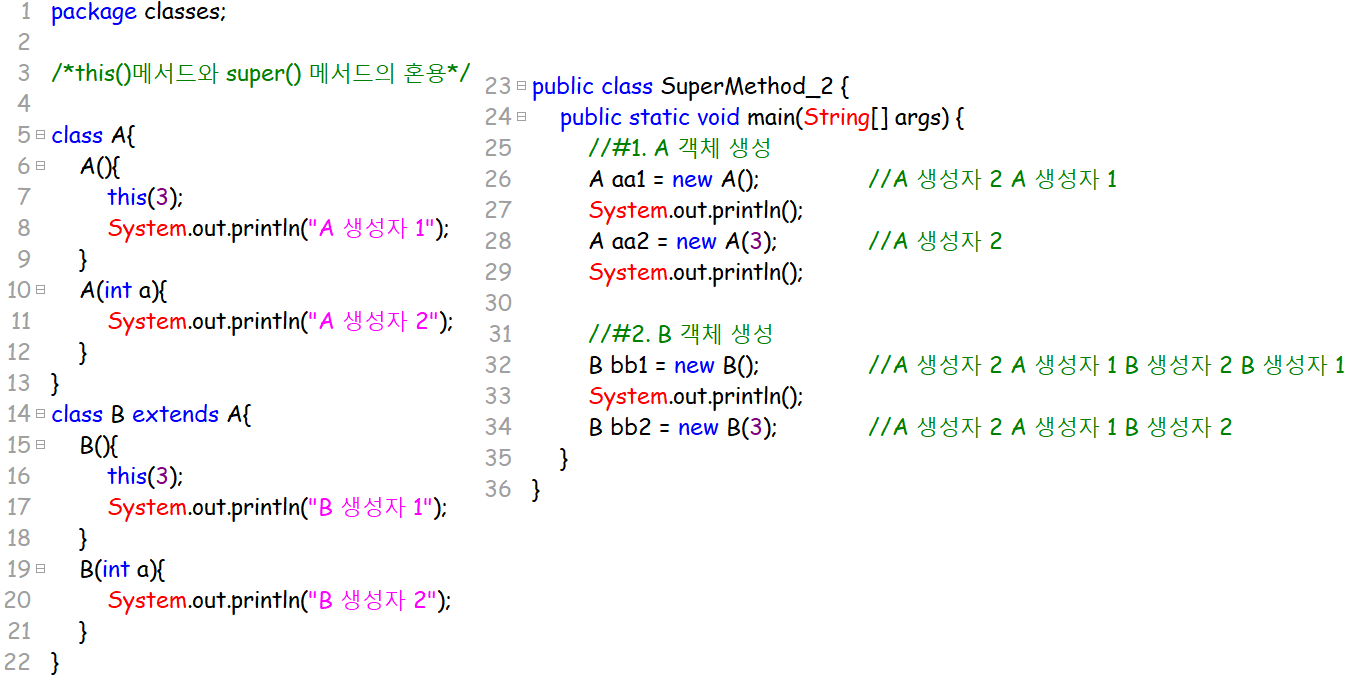 1 package classes;
2
3 /*this()메서드와 super() 메서드의 혼용*/
4
5 class A{
6 A(){
7 this(3);
8 System.out.println("A 생성자 1");
9 }
10 A(int a){
11 System.out.println("A 생성자 2");
12 }
13 }
14 class B extends A{
15 B(){
16 this(3);
17 System.out.println("B 생성자 1");
18 }
19 B(int a){
20 System.out.println("B 생성자 2");
21 }
22 }
23 public class SuperMethod_2 {
24 public static void main(String[] args) {
25 //#1. A 객체 생성
26 A aa1 = new A(); //A 생성자 2 A 생성자 1
27 System.out.println();
28 A aa2 = new A(3); //A 생성자 2
29 System.out.println();
30
31 //#2. B 객체 생성
32 B bb1 = new B(); //A 생성자 2 A 생성자 1 B 생성자 2 B 생성자 1
33 System.out.println();
34 B bb2 = new B(3); //A 생성자 2 A 생성자 1 B 생성자 2
35 }
36 }